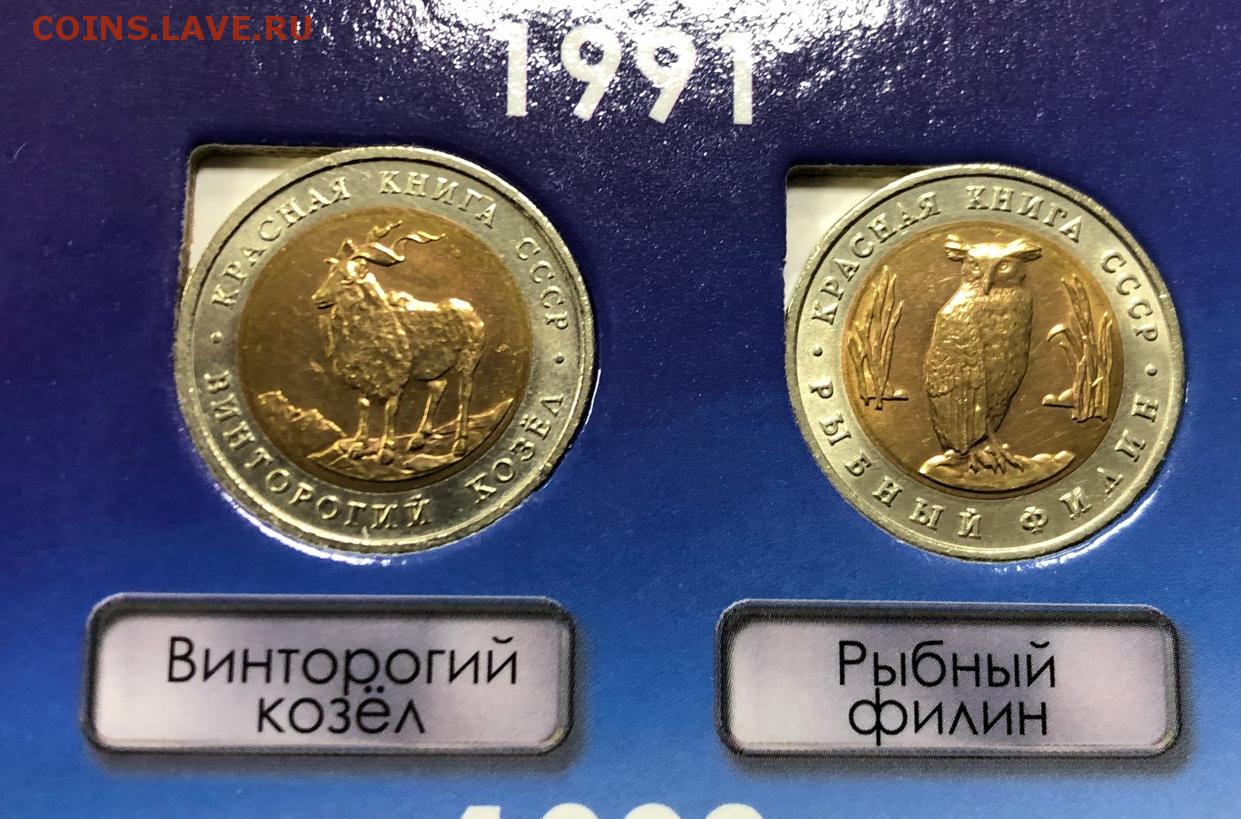 COINS.LAVE.RU
1991
КРАСНАЯ КНИГА СССР
• ВИНТОРОГИЙ КОЗЁЛ •
КРАСНАЯ КНИГА СССР
• РЫБНЫЙ ФИЛИН •
Винторогий
козёл
Рыбный
филин